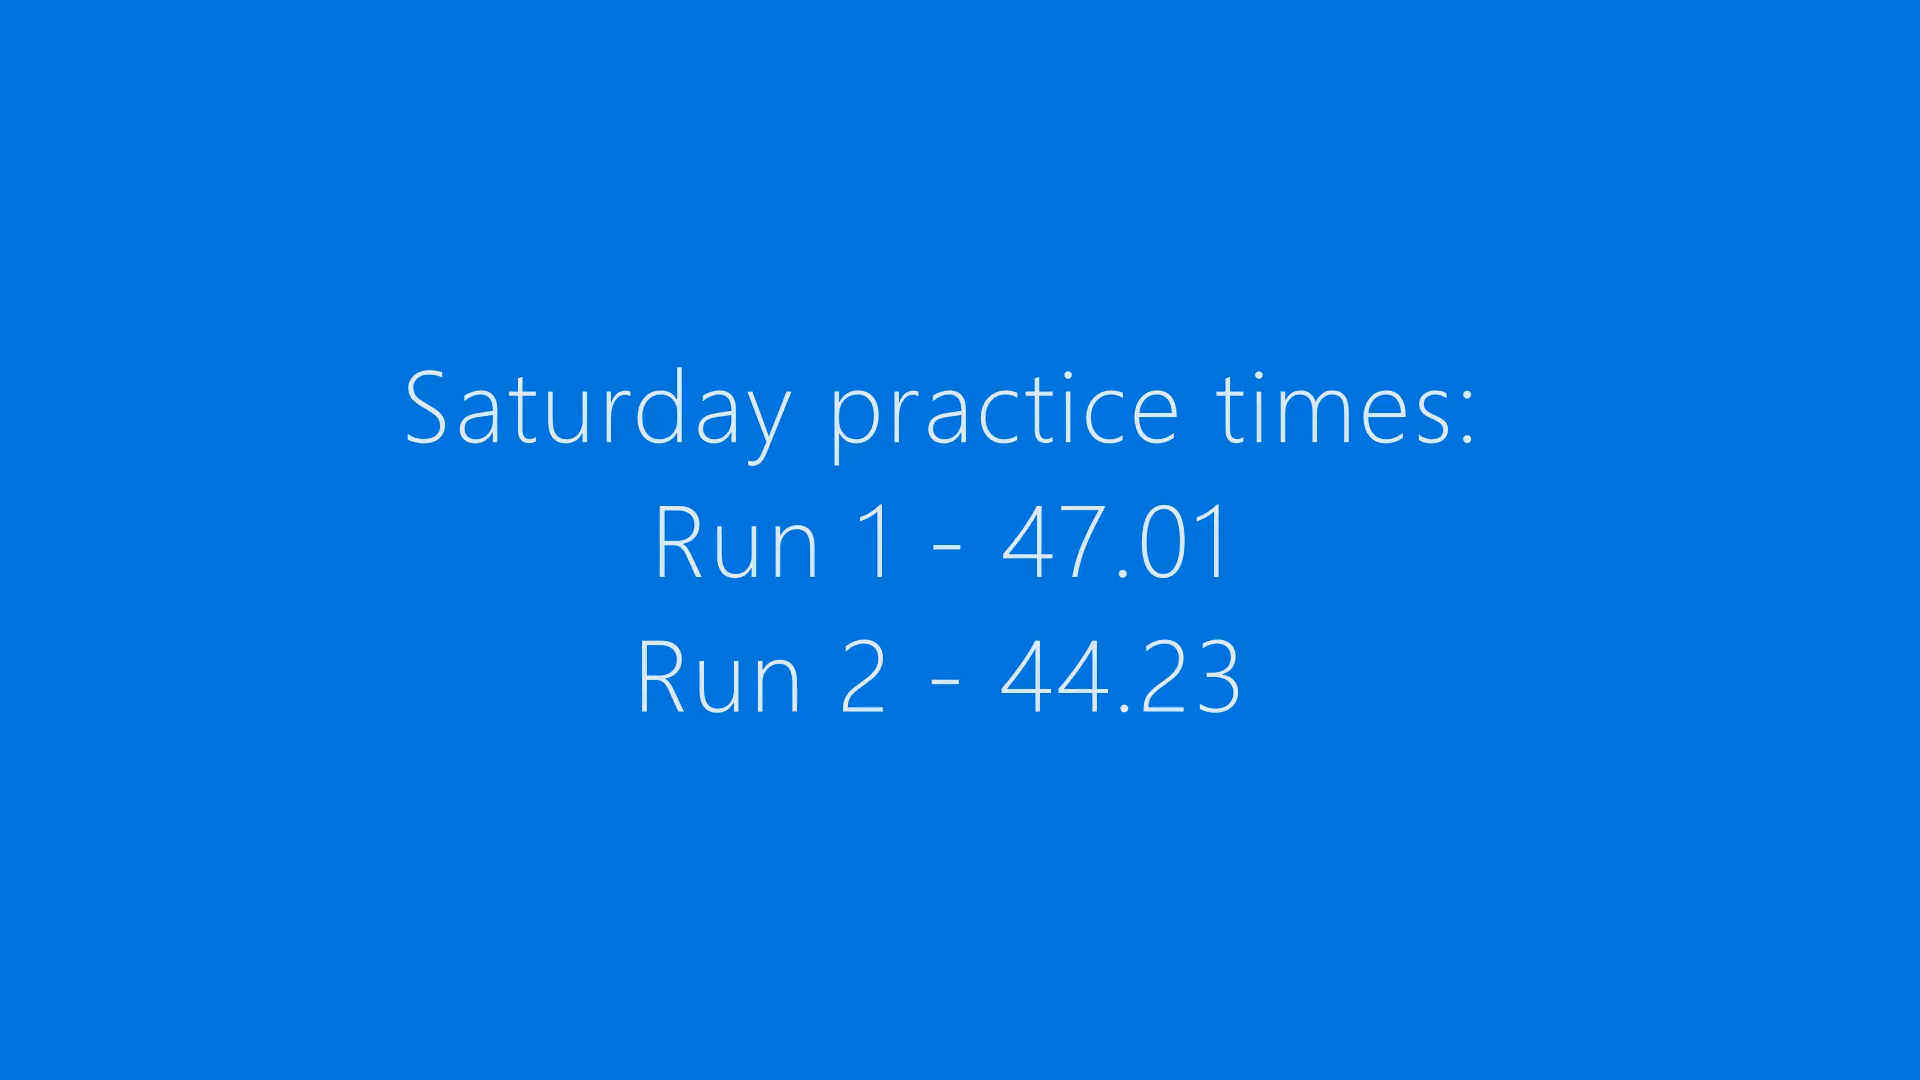 Saturday practice times:
Run 1 - 47.01
Run 2 - 44.23